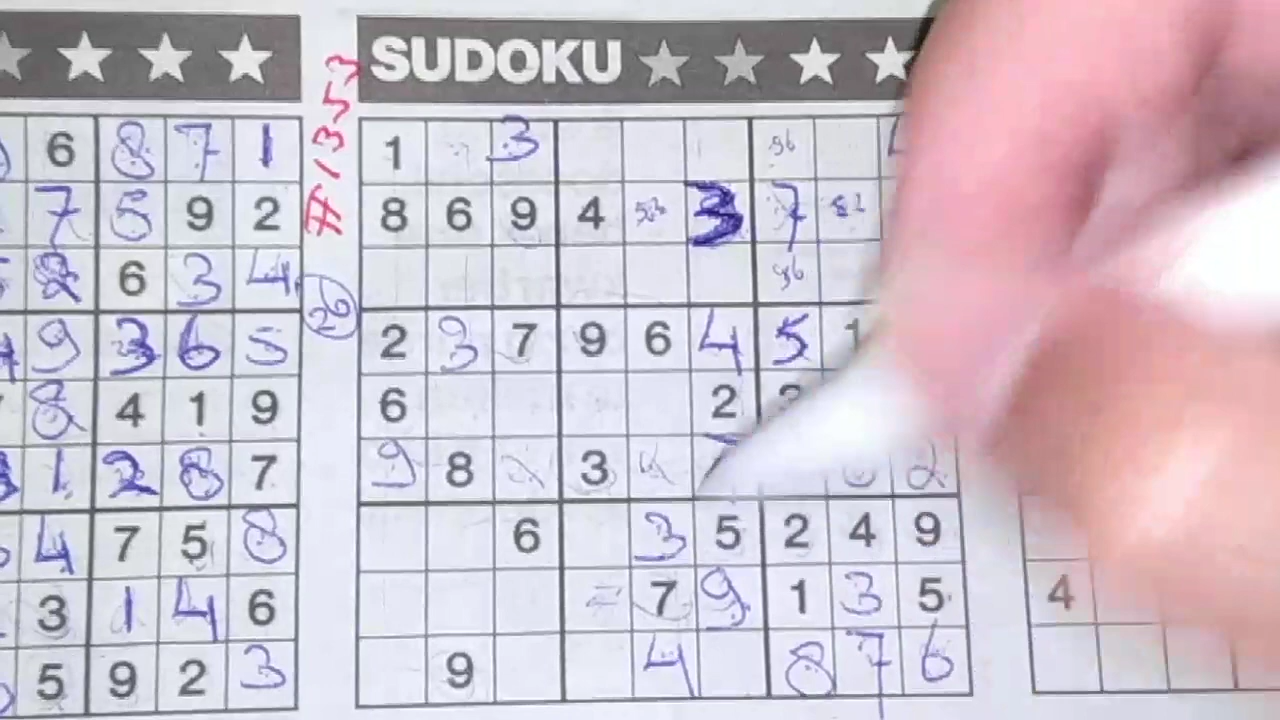 SUDOKU
#1353
26
6 8 7 1 1 3
7 5 9 2 8 6 9 4 3 7
2 6 3 4
9 3 6 5 2 3 7 9 6 4 5 1
8 4 1 9 6 2
1 2 8 7 9 8 3 2
4 7 5 8 6 3 5 2 4 9
3 1 4 6 7 9 1 3 5 4
5 9 2 3 9 4 8 7 6